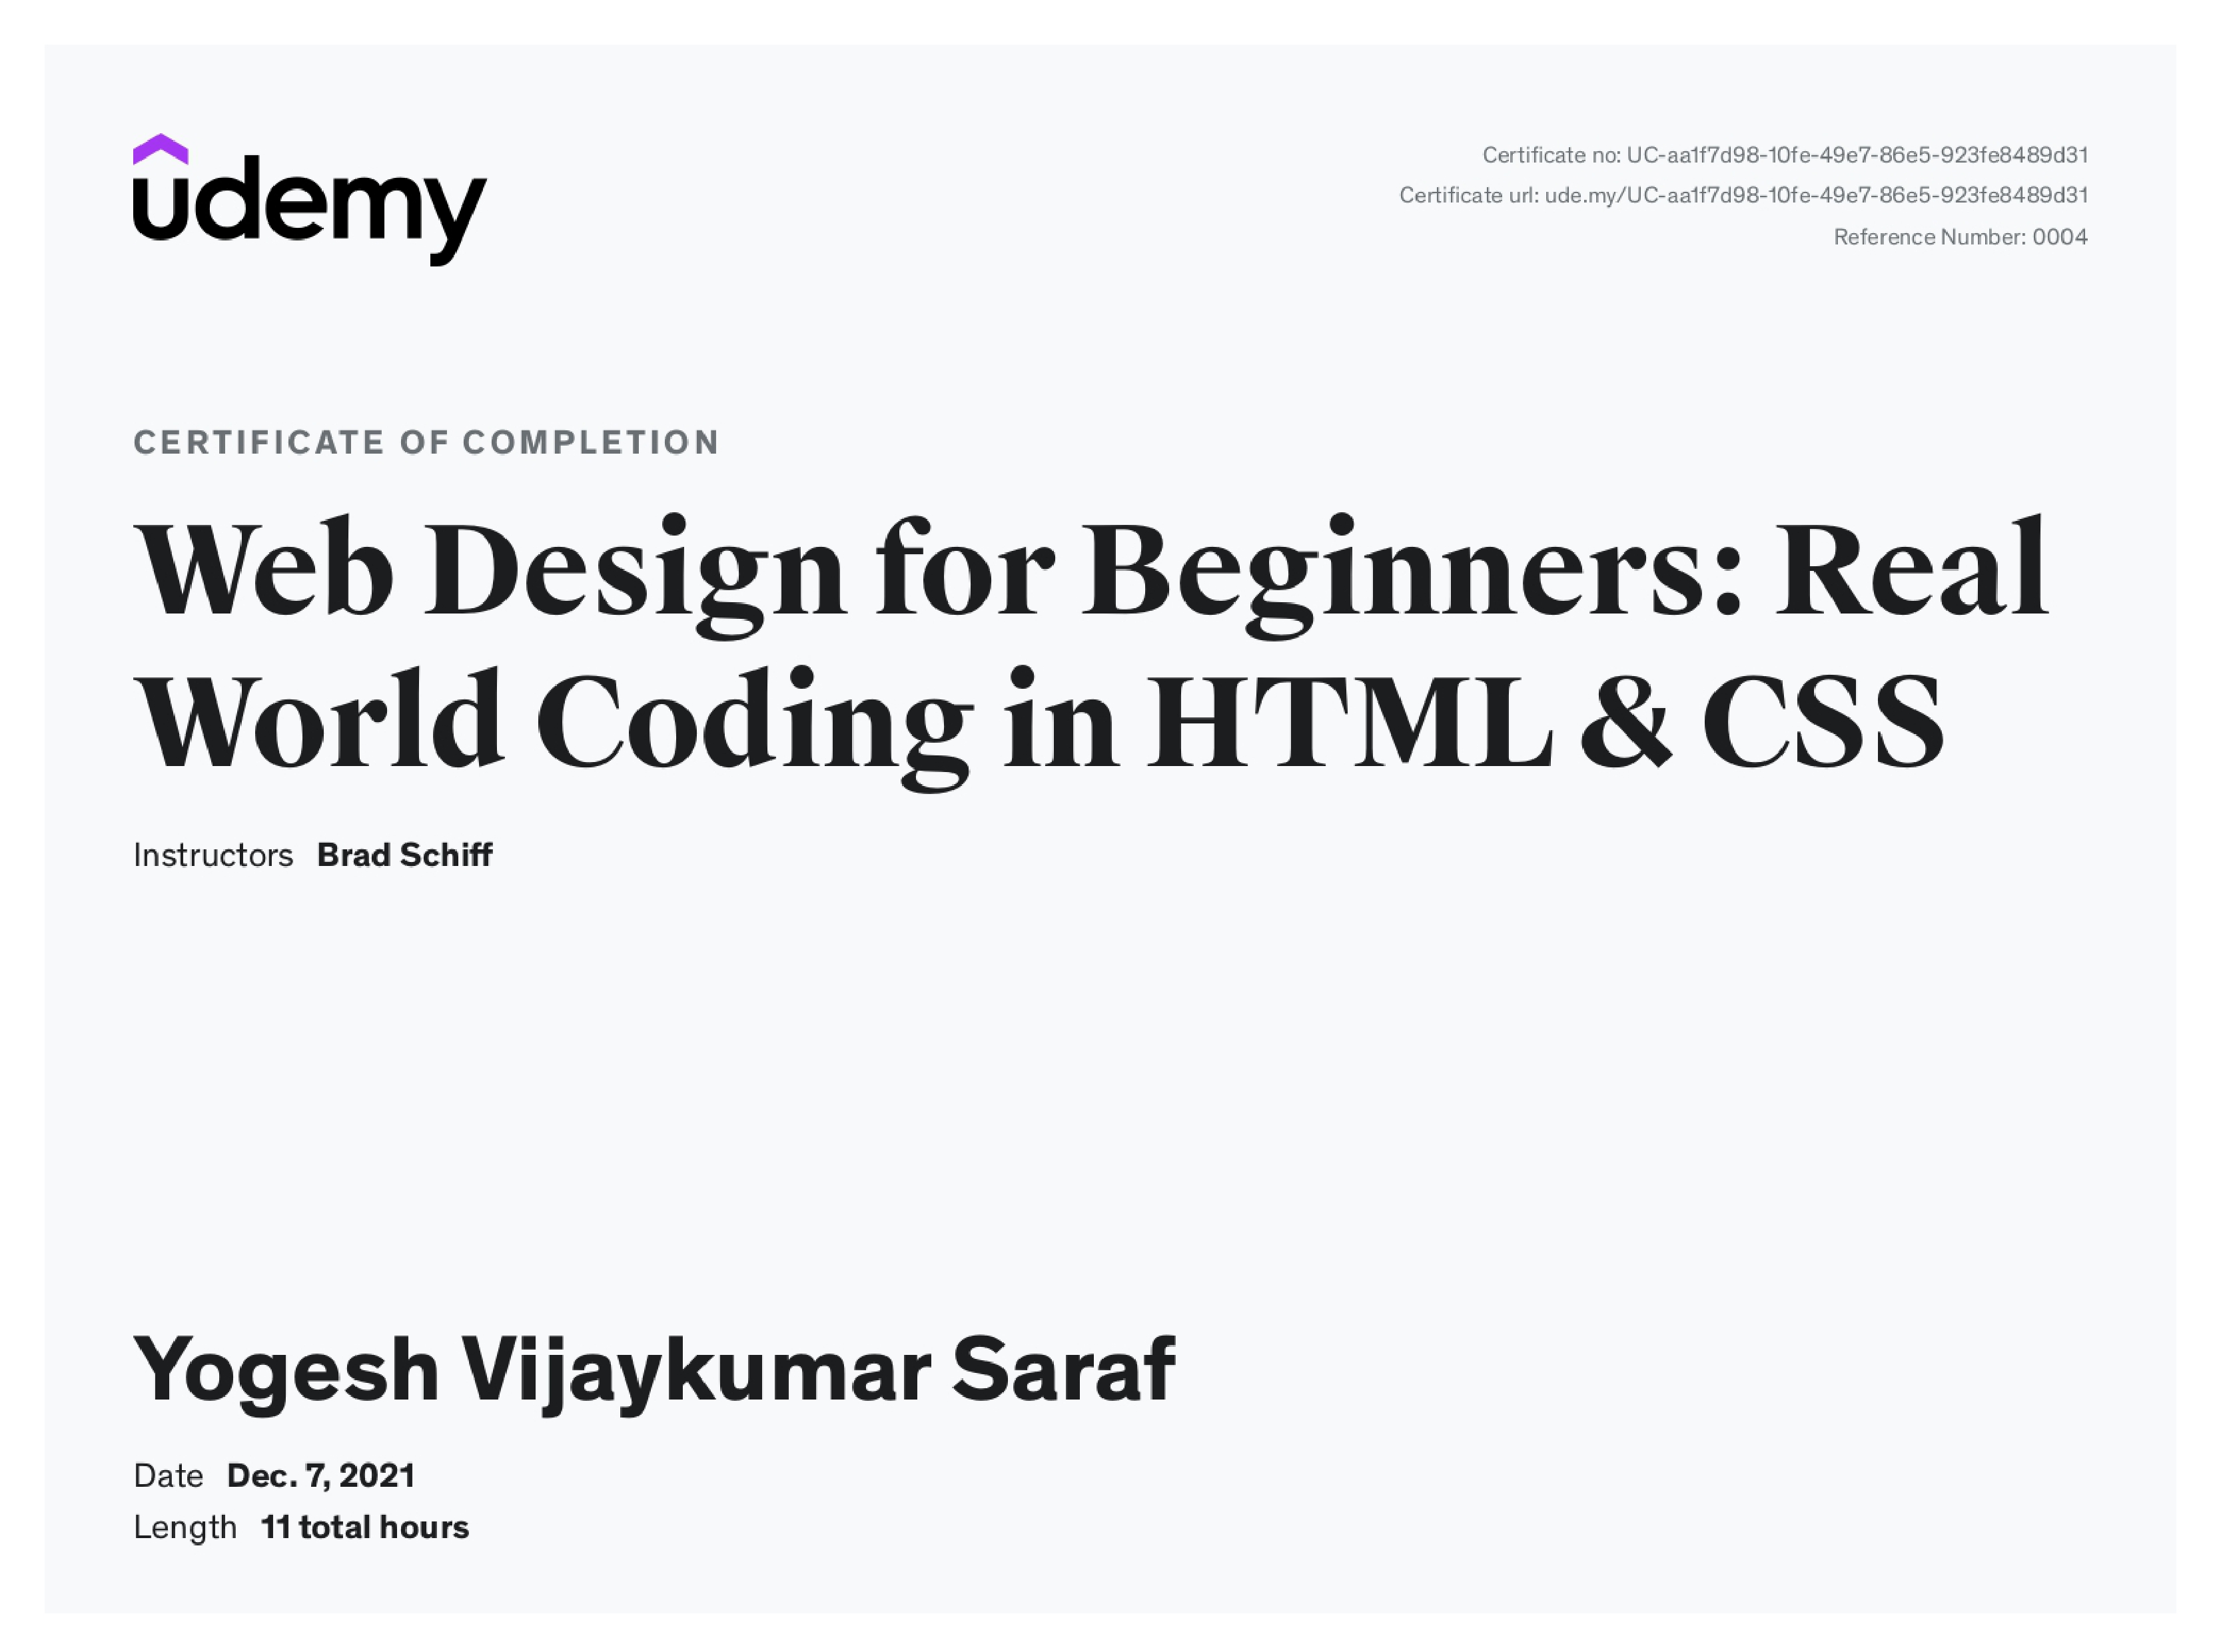 udemy
Certificate no: UC-aa1f7d98-10fe-49e7-86e5-923fe8489d31
Certificate url: ude.my/UC-aa1f7d98-10fe-49e7-86e5-923fe8489d31
Reference Number: 0004
CERTIFICATE OF COMPLETION
Web Design for Beginners: Real
World Coding in HTML & CSS
Instructors Brad Schiff
Yogesh Vijaykumar Saraf
Date Dec. 7, 2021
Length 11 total hours